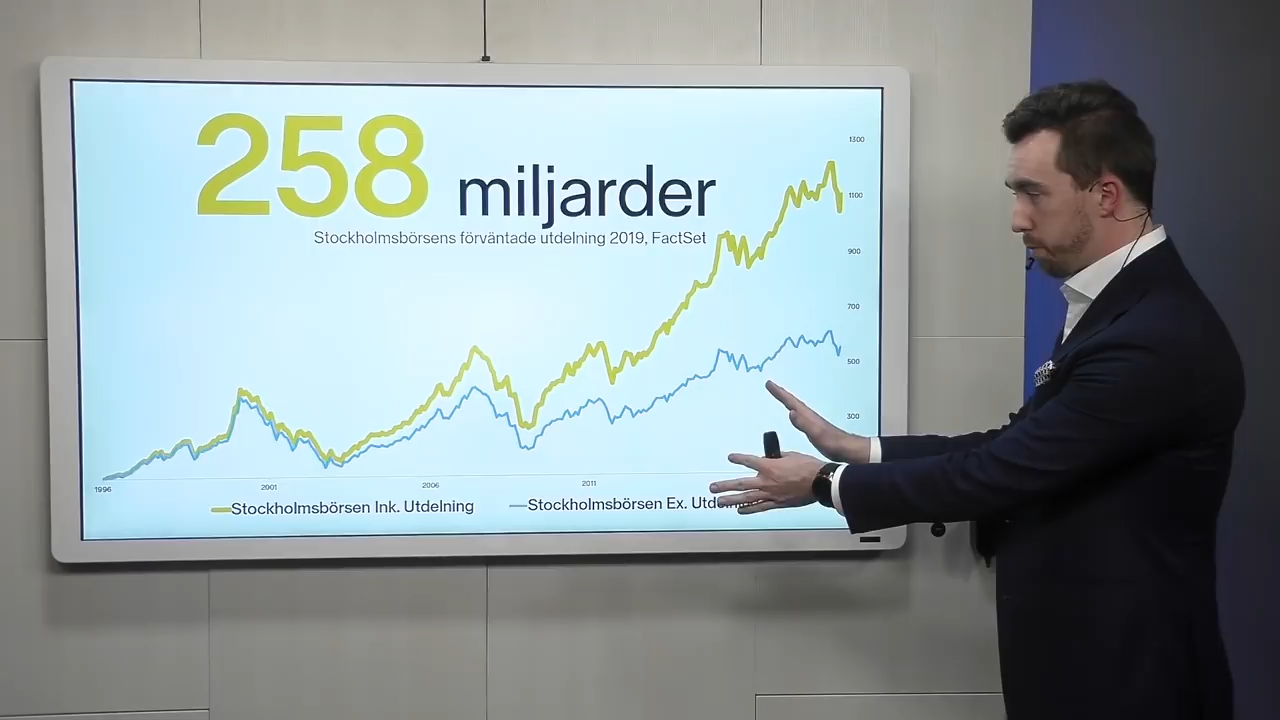 258 miljarder
Stockholmsbörsens förväntade utdelning 2019, FactSet
1300
1100
900
700
500
300
1996
2001
2006
2011
Stockholmsbörsen Ink. Utdelning
Stockholmsbörsen Ex.